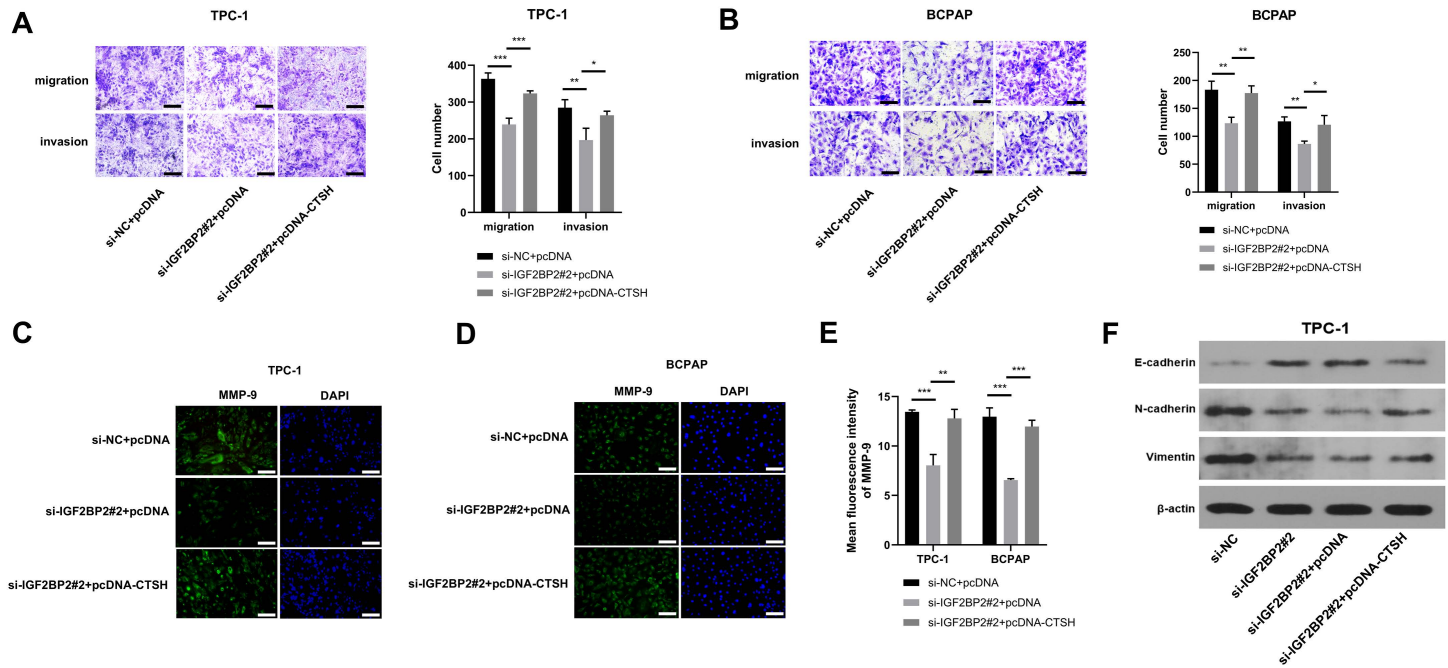 A
TPC-1
migration
invasion
si-NC+pcDNA
si-IGF2BP2#2+pcDNA
si-IGF2BP2#2+pcDNA-CTSH
TPC-1
Cell number
400
300
200
100
0
***
***
**
*
migration
invasion
si-NC+pcDNA
si-IGF2BP2#2+pcDNA
si-IGF2BP2#2+pcDNA-CTSH
B
BCPAP
migration
invasion
si-NC+pcDNA
si-IGF2BP2#2+pcDNA
si-IGF2BP2#2+pcDNA-CTSH
BCPAP
Cell number
250
200
150
100
50
0
**
**
**
*
migration
invasion
si-NC+pcDNA
si-IGF2BP2#2+pcDNA
si-IGF2BP2#2+pcDNA-CTSH
C
TPC-1
MMP-9
DAPI
si-NC+pcDNA
si-IGF2BP2#2+pcDNA
si-IGF2BP2#2+pcDNA-CTSH
D
BCPAP
MMP-9
DAPI
si-NC+pcDNA
si-IGF2BP2#2+pcDNA
si-IGF2BP2#2+pcDNA-CTSH
E
Mean fluorescence intensity
of MMP-9
15
10
5
0
***
**
***
***
TPC-1
BCPAP
si-NC+pcDNA
si-IGF2BP2#2+pcDNA
si-IGF2BP2#2+pcDNA-CTSH
F
TPC-1
E-cadherin
N-cadherin
Vimentin
β-actin
si-NC
si-IGF2BP2#2
si-IGF2BP2#2+pcDNA
si-IGF2BP2#2+pcDNA-CTSH